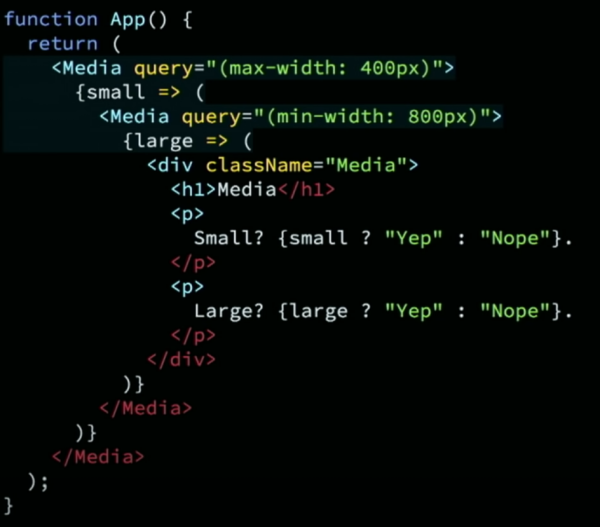 function App() {
  return (
    <Media query="(max-width: 400px)">
      {small => (
        <Media query="(min-width: 800px)">
          {large => (
            <div className="Media">
              <h1>Media</h1>
              <p>
                Small? {small ? "Yep" : "Nope"}.
              </p>
              <p>
                Large? {large ? "Yep" : "Nope"}.
              </p>
            </div>
          )}
        </Media>
      )}
    </Media>
  );
}